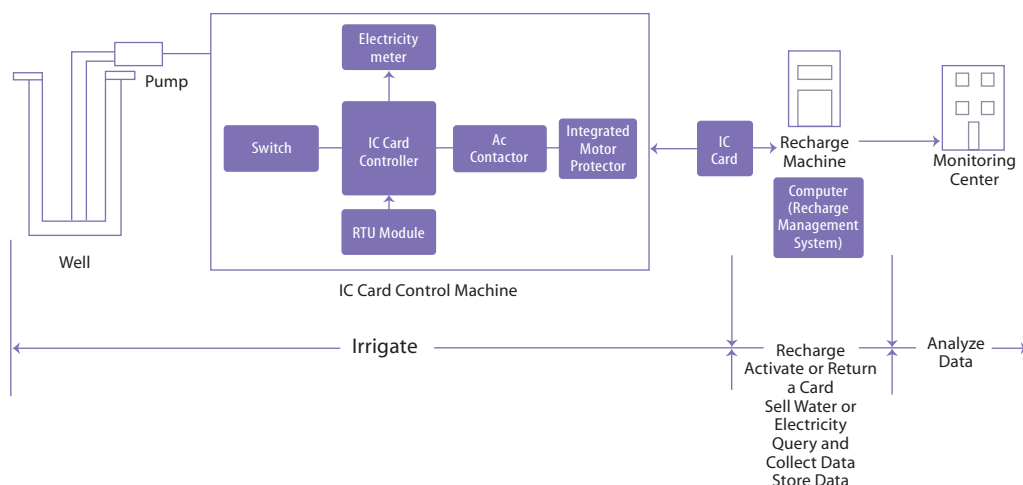 Electricity
meter
Pump
Switch
IC Card
Controller
Ac
Contactor
Integrated
Motor
Protector
IC
Card
Recharge
Machine
Monitoring
Center
RTU Module
Computer
(Recharge
Management
System)
Well
IC Card Control Machine
Irrigate
Recharge
Activate or Return
a Card
Sell Water or
Electricity
Query and
Collect Data
Store Data
Analyze
Data